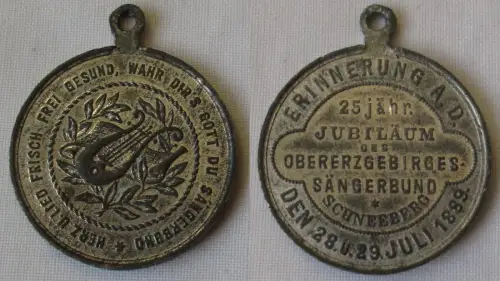 HERZ U. LIED FRISCH, FREI GESUND, WAHR DIR'S GOTT, DU SÄNGERBUND *
ERINNERUNG A. D.
25 jähr.
JUBILÄUM
DES
OBERERZGEBIRGES-
SÄNGERBUND
SCHNEEBERG
DEN 28. U. 29. JULI 1889.